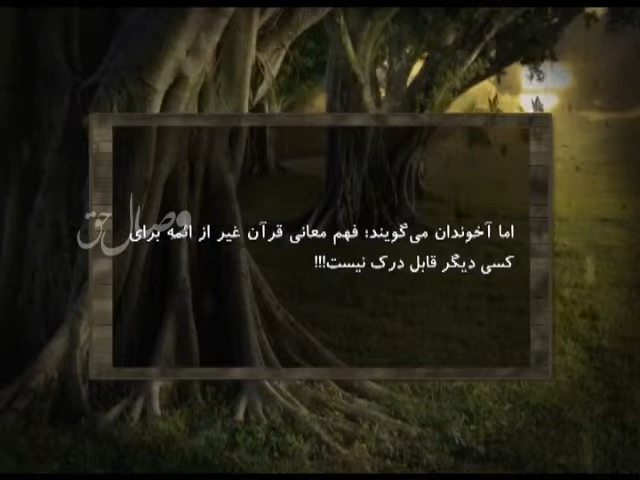 اما آخوندان می‌گویند: فهم معانی قرآن غیر از ائمه برای
کسی دیگر قابل درک نیست!!!
وصال حق